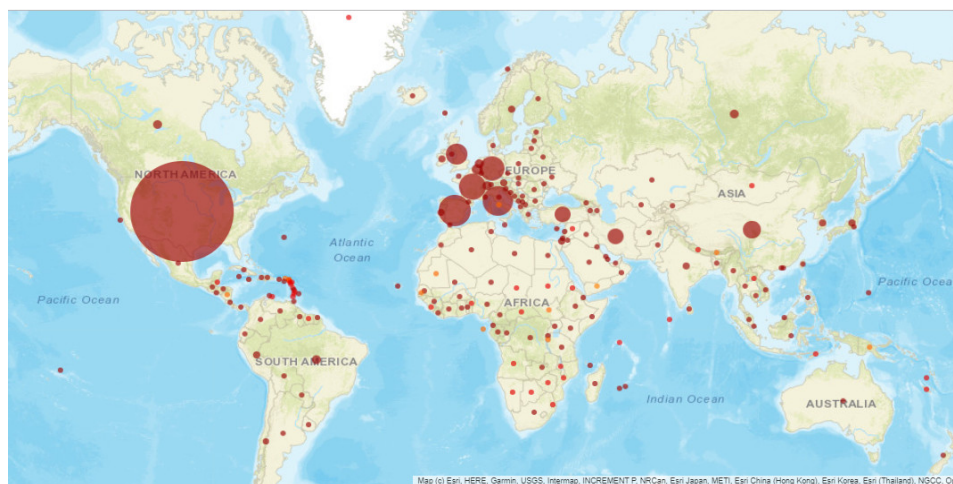 NORTH AMERICA
EUROPE
ASIA
Atlantic
Ocean
Pacific Ocean
AFRICA
Pacific Ocean
SOUTH AMERICA
Indian Ocean
AUSTRALIA
Map (c) Esri, HERE, Garmin, USGS, Intermap, INCREMENT P, NRCan, Esri Japan, METI, Esri China (Hong Kong), Esri Korea, Esri (Thailand), NGCC, O